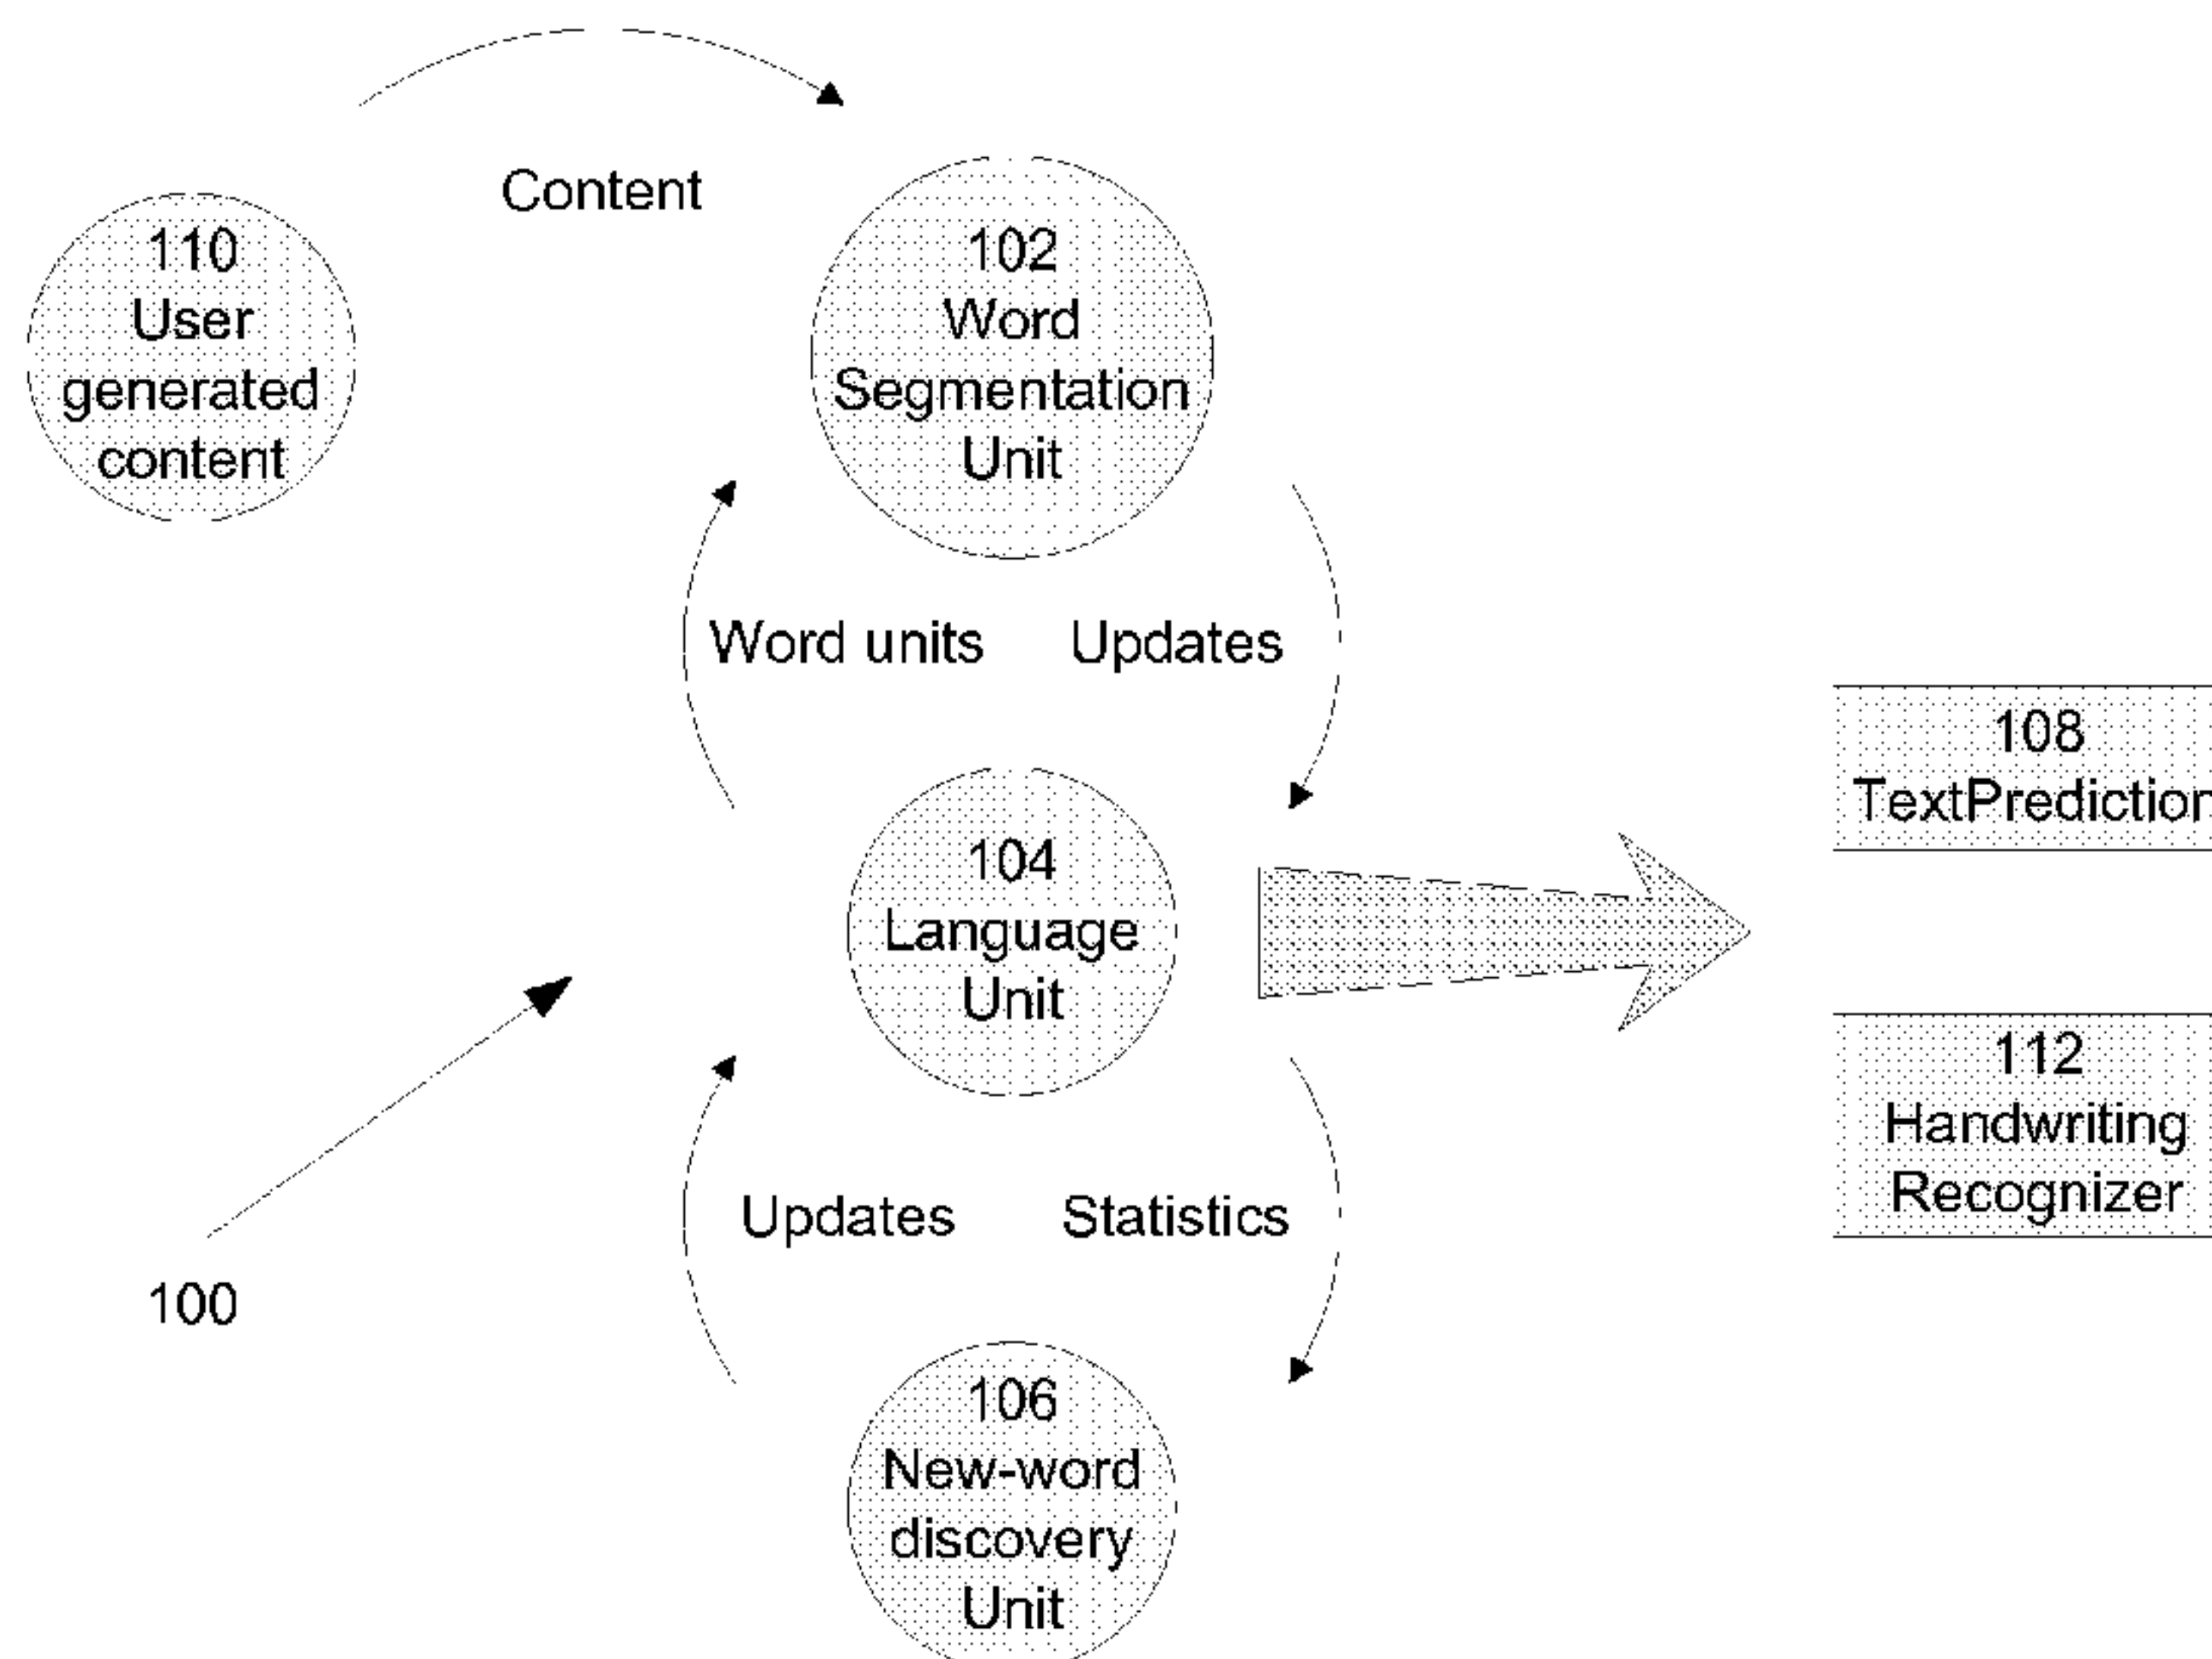 Content
110
User
generated
content
102
Word
Segmentation
Unit
Word units
Updates
104
Language
Unit
108
TextPrediction
112
Handwriting
Recognizer
Updates
Statistics
100
106
New-word
discovery
Unit